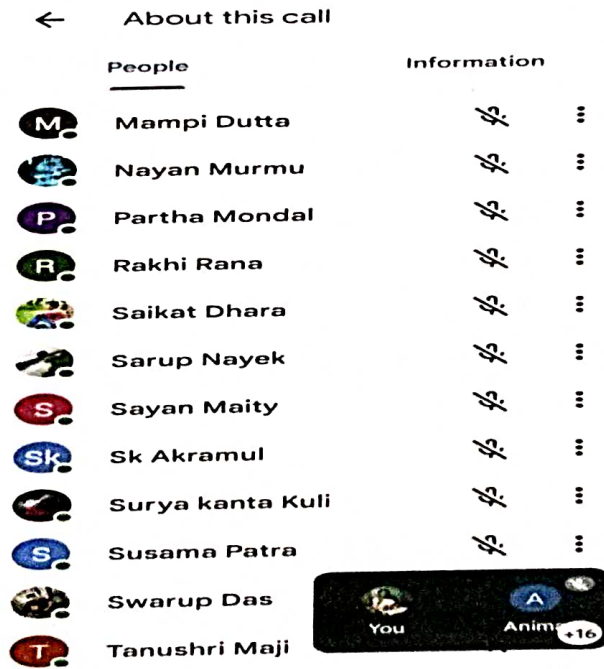 About this call
People Information
M Mampi Dutta
Nayan Murmu
P Partha Mondal
R Rakhi Rana
Saikat Dhara
Sarup Nayek
S Sayan Maity
Sk Sk Akramul
Surya kanta Kuli
S Susama Patra
Swarup Das
T Tanushri Maji
A
You Anima +16